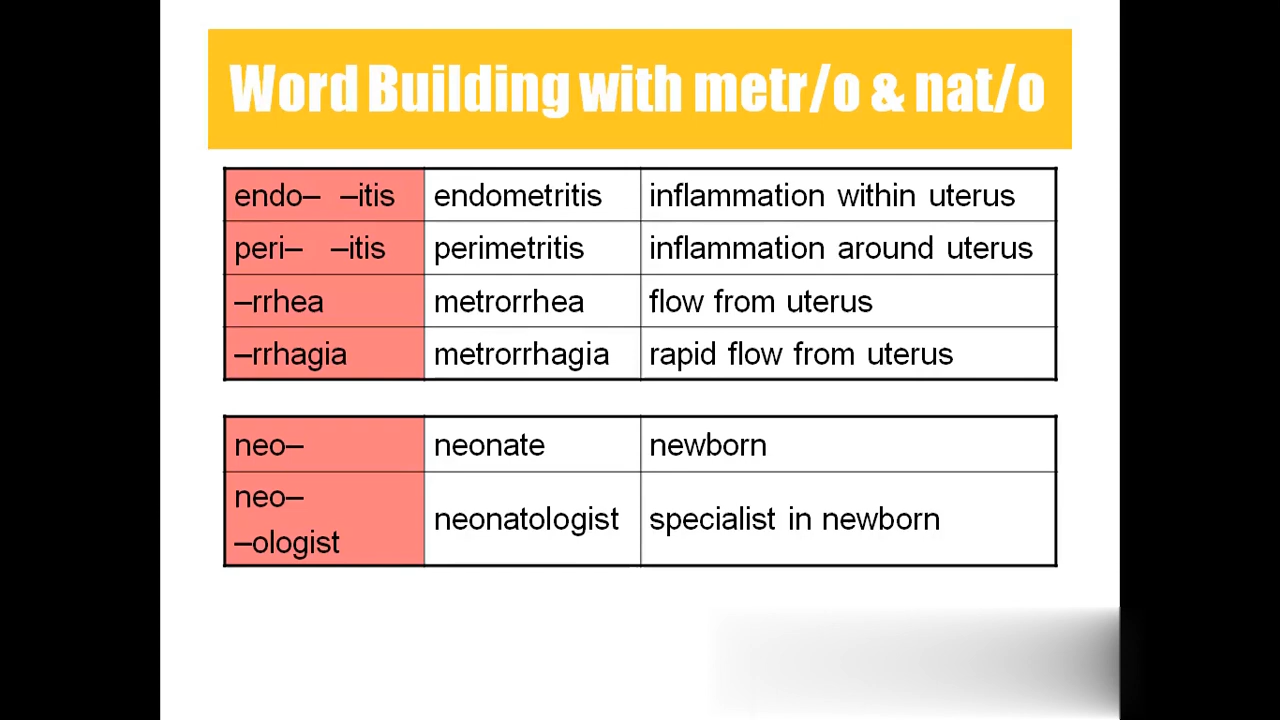 Word Building with metr/o & nat/o
endo– –itis endometritis inflammation within uterus
peri– –itis perimetritis inflammation around uterus
–rrhea metrorrhea flow from uterus
–rrhagia metrorrhagia rapid flow from uterus
neo– neonate newborn
neo–
–ologist neonatologist specialist in newborn